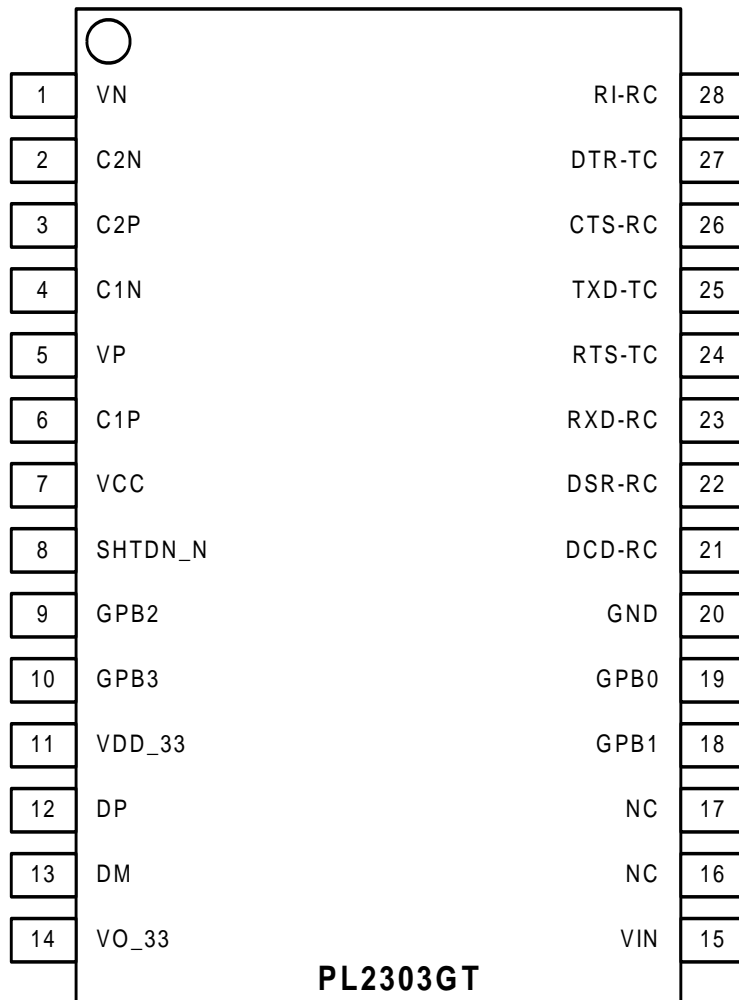 1 VN RI-RC 28
2 C2N DTR-TC 27
3 C2P CTS-RC 26
4 C1N TXD-TC 25
5 VP RTS-TC 24
6 C1P RXD-RC 23
7 VCC DSR-RC 22
8 SHTDN_N DCD-RC 21
9 GPB2 GND 20
10 GPB3 GPB0 19
11 VDD_33 GPB1 18
12 DP NC 17
13 DM NC 16
14 VO_33 VIN 15
PL2303GT